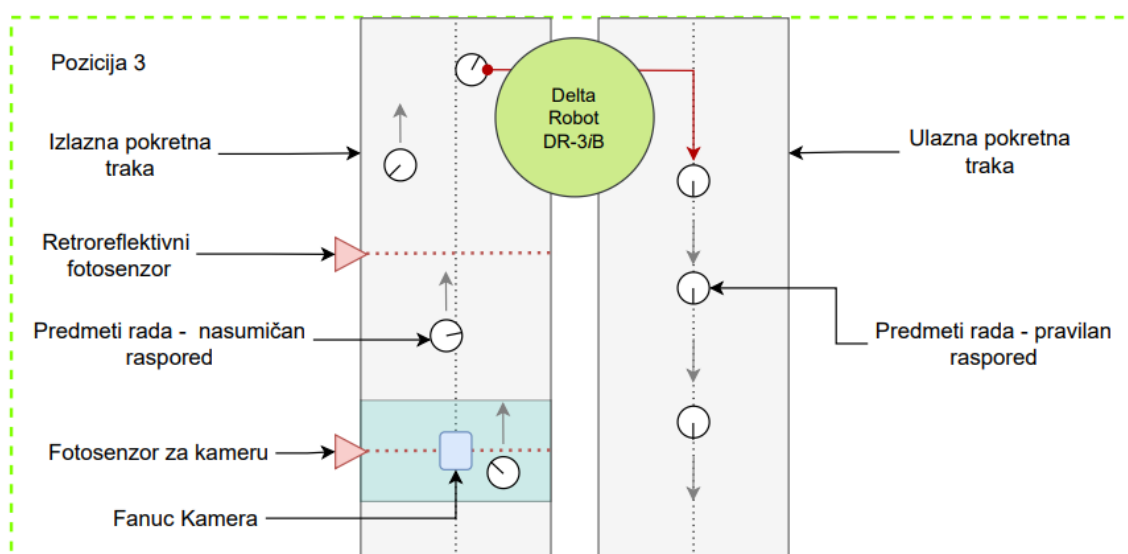 Pozicija 3
Delta
Robot
DR-3iB
Izlazna pokretna
traka
Ulazna pokretna
traka
Retroreflektivni
fotosenzor
Predmeti rada -  nasumičan
raspored
Predmeti rada - pravilan
raspored
Fotosenzor za kameru
Fanuc Kamera